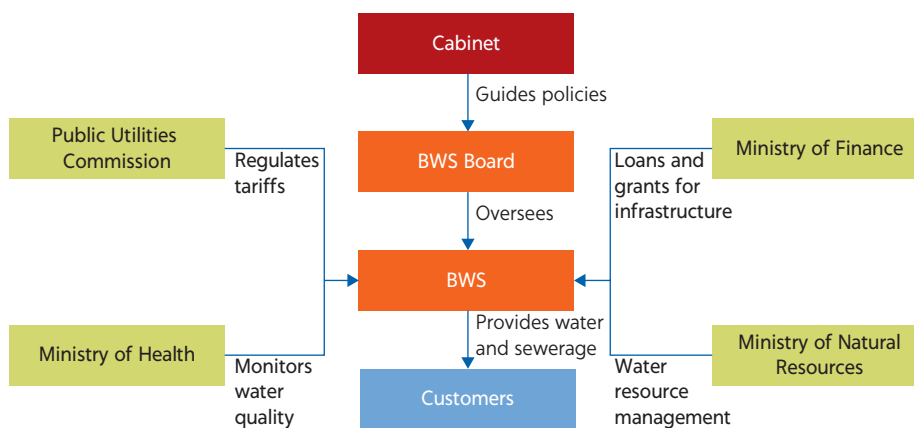 Cabinet
Guides policies
Public Utilities
Commission
Regulates
tariffs
BWS Board
Loans and
grants for
infrastructure
Ministry of Finance
Oversees
BWS
Provides water
and sewerage
Ministry of Health
Monitors
water
quality
Customers
Water
resource
management
Ministry of Natural
Resources